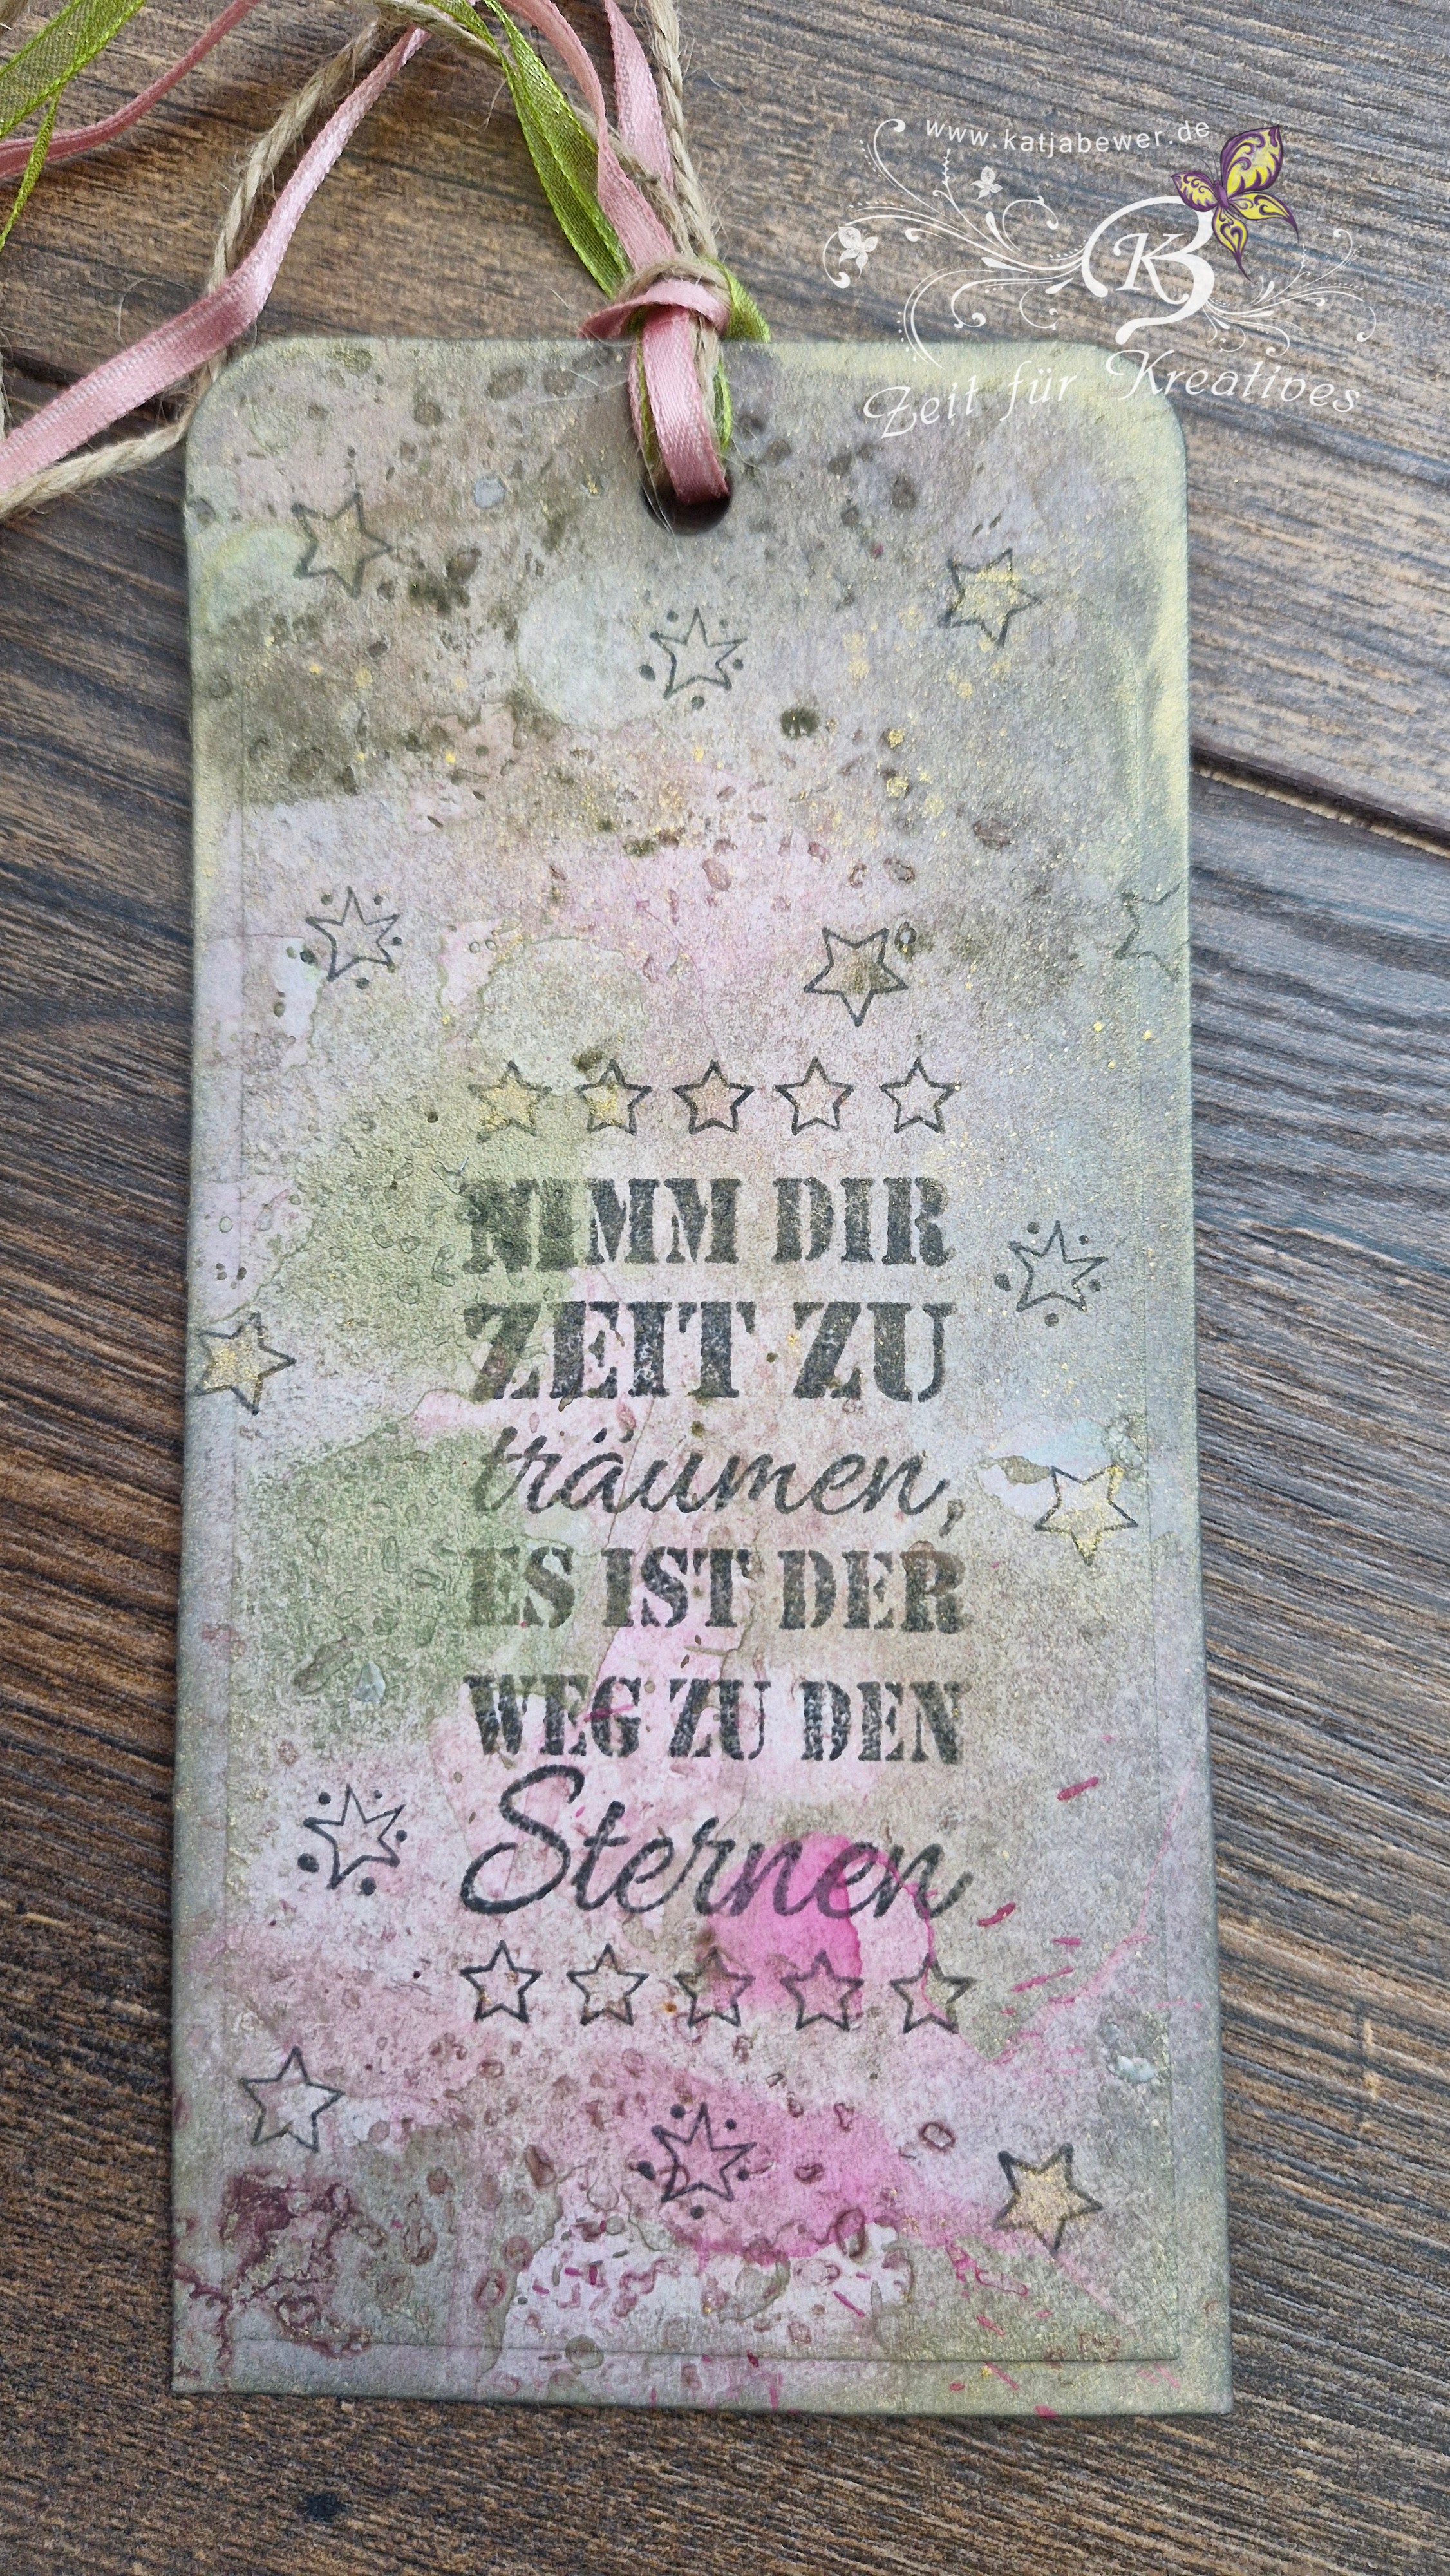 www.katjabewer.de
KB
Zeit für Kreatives
NIMM DIR
ZEIT ZU
träumen,
ES IST DER
WEG ZU DEN
Sternen